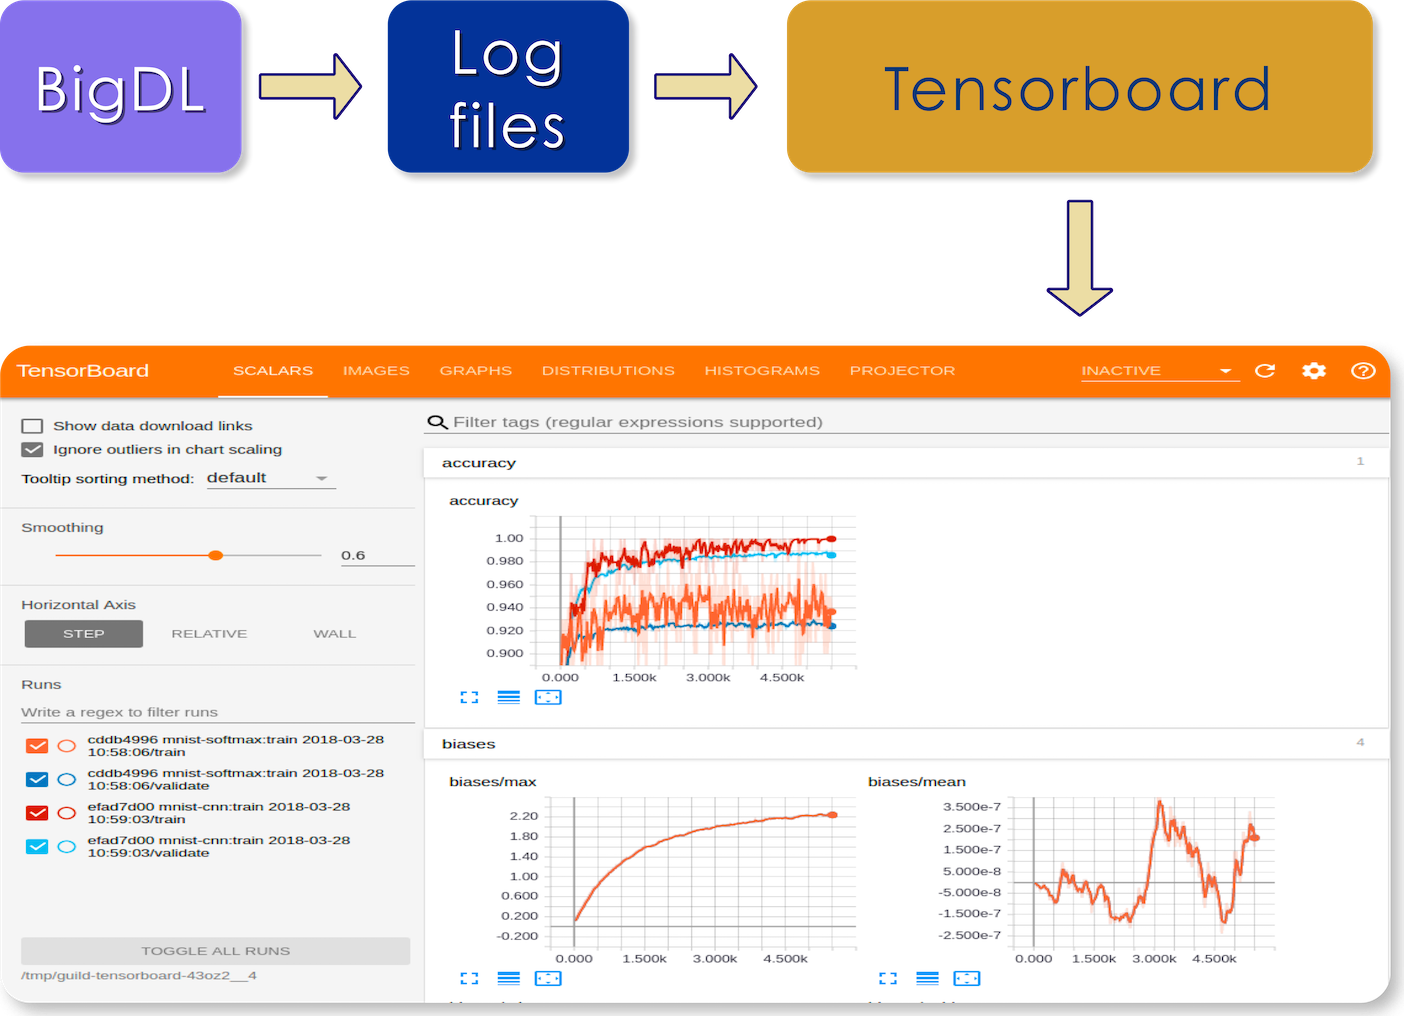 BigDL
Log
files
Tensorboard
TensorBoard
SCALARS
IMAGES
GRAPHS
DISTRIBUTIONS
HISTOGRAMS
PROJECTOR
INACTIVE
Show data download links
Ignore outliers in chart scaling
Tooltip sorting method: default
Smoothing
0.6
Horizontal Axis
STEP
RELATIVE
WALL
Runs
Write a regex to filter runs
cddb4996 mnist-softmax:train 2018-03-28
10:58:06/train
cddb4996 mnist-softmax:train 2018-03-28
10:58:06/validate
efad7d00 mnist-cnn:train 2018-03-28
10:59:03/train
efad7d00 mnist-cnn:train 2018-03-28
10:59:03/validate
TOGGLE ALL RUNS
/tmp/guild-tensorboard-43oz2__4
Filter tags (regular expressions supported)
accuracy
1
accuracy
1.00
0.980
0.960
0.940
0.920
0.900
0.000 1.500k 3.000k 4.500k
biases
4
biases/max
2.20
1.80
1.40
1.00
0.600
0.200
-0.200
0.000 1.500k 3.000k 4.500k
biases/mean
3.500e-7
2.500e-7
1.500e-7
5.000e-8
-5.000e-8
-1.500e-7
-2.500e-7
0.000 1.500k 3.000k 4.500k